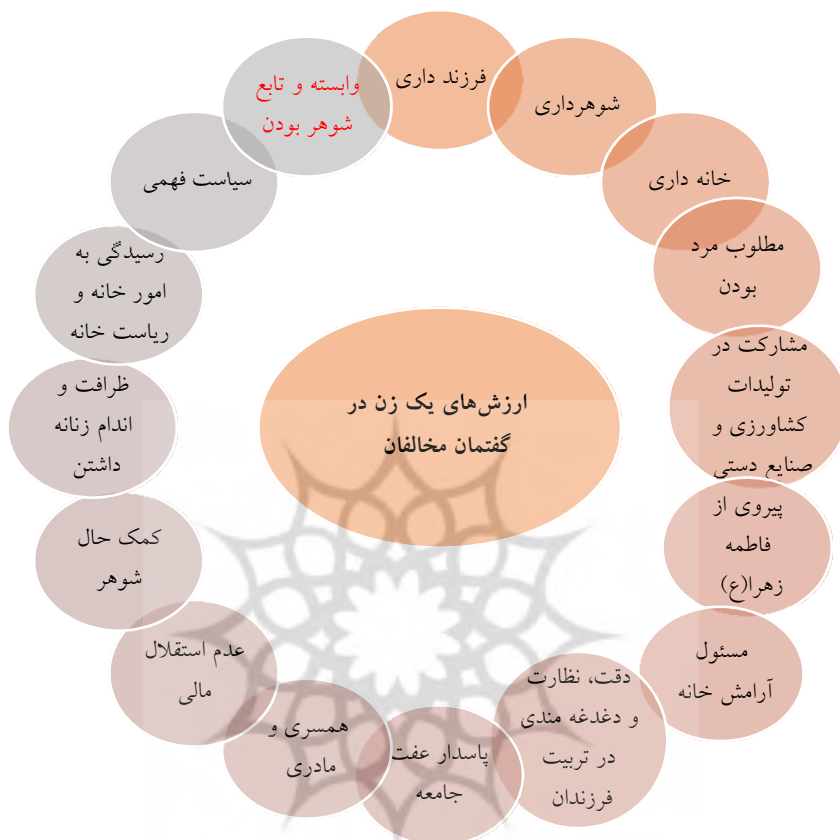 ارزش‌های یک زن در
گفتمان مخالفان
فرزند داری
شوهرداری
خانه داری
مطلوب مرد
بودن
مشارکت در
تولیدات
کشاورزی و
صنایع دستی
پیروی از
فاطمه
زهرا(ع)
مسئول
آرامش خانه
دقت، نظارت
و دغدغه مندی
در تربیت
فرزندان
پاسدار عفت
جامعه
همسری و
مادری
عدم استقلال
مالی
کمک حال
شوهر
ظرافت و
اندام زنانه
داشتن
رسیدگی به
امور خانه و
ریاست خانه
سیاست فهمی
وابسته و تابع
شوهر بودن